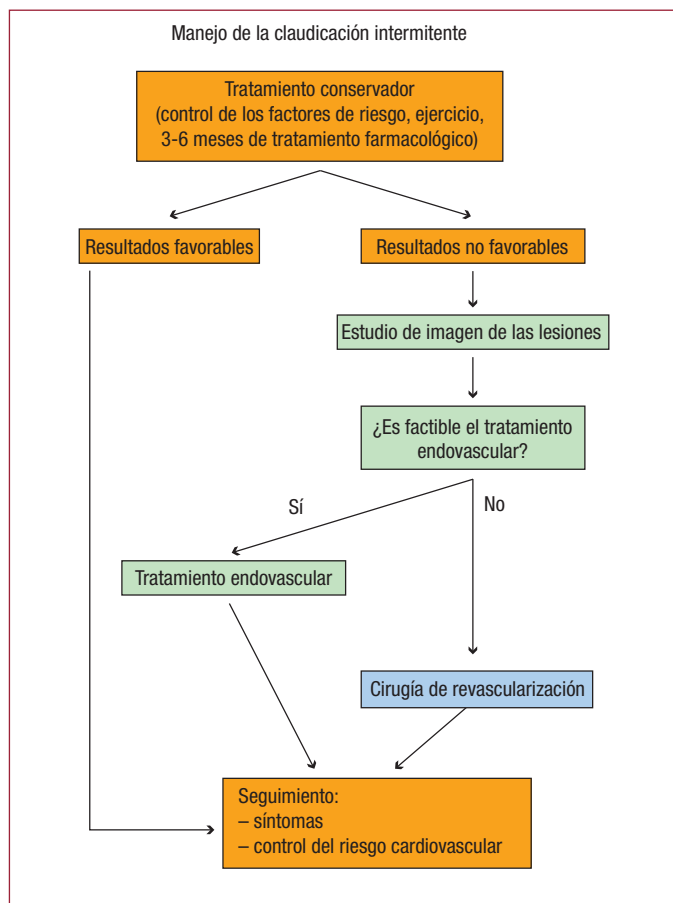 Manejo de la claudicación intermitente
Tratamiento conservador
(control de los factores de riesgo, ejercicio,
3-6 meses de tratamiento farmacológico)
Resultados favorables
Resultados no favorables
Estudio de imagen de las lesiones
¿Es factible el tratamiento
endovascular?
Sí
No
Tratamiento endovascular
Cirugía de revascularización
Seguimiento:
– síntomas
– control del riesgo cardiovascular